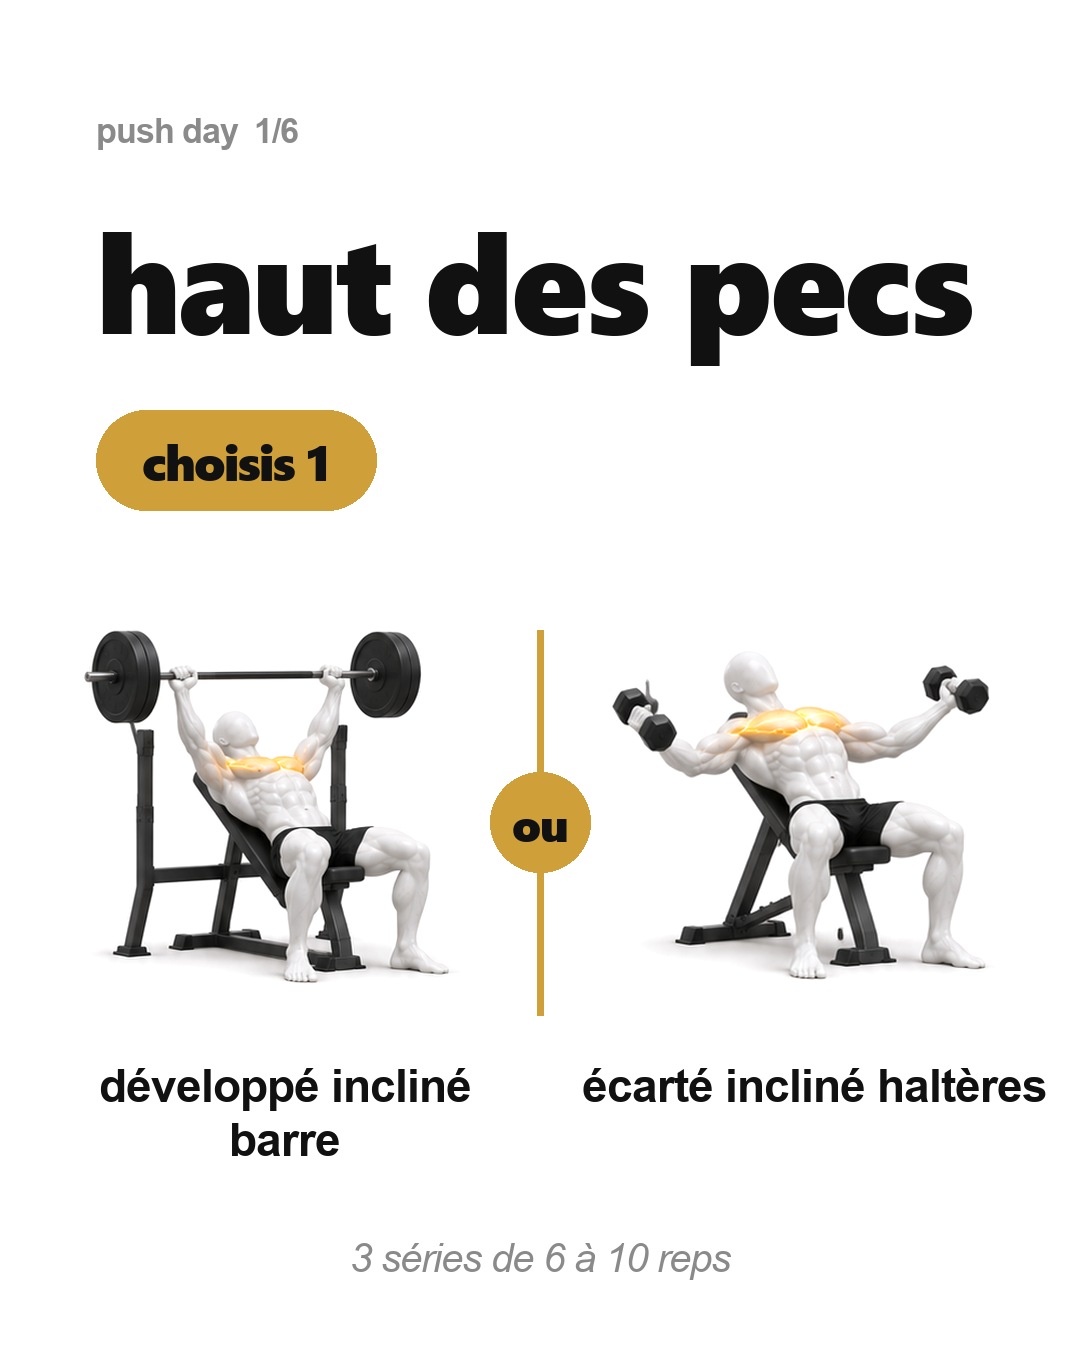 push day 1/6
haut des pecs
choisis 1
ou
développé incliné
barre
écarté incliné haltères
3 séries de 6 à 10 reps